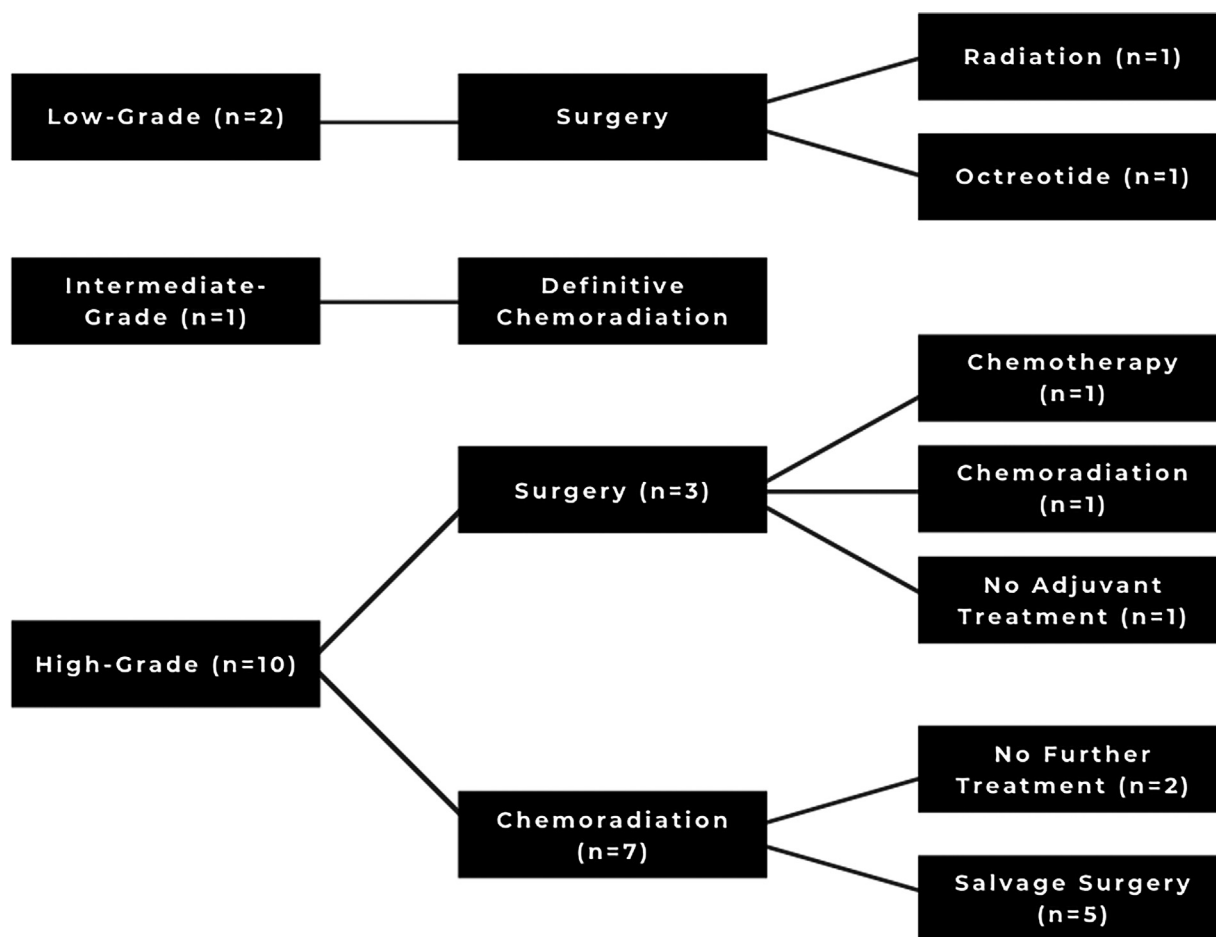 Low-Grade (n=2)
Surgery
Radiation (n=1)
Octreotide (n=1)
Intermediate-
Grade (n=1)
Definitive
Chemoradiation
High-Grade (n=10)
Surgery (n=3)
Chemotherapy
(n=1)
Chemoradiation
(n=1)
No Adjuvant
Treatment (n=1)
Chemoradiation
(n=7)
No Further
Treatment (n=2)
Salvage Surgery
(n=5)